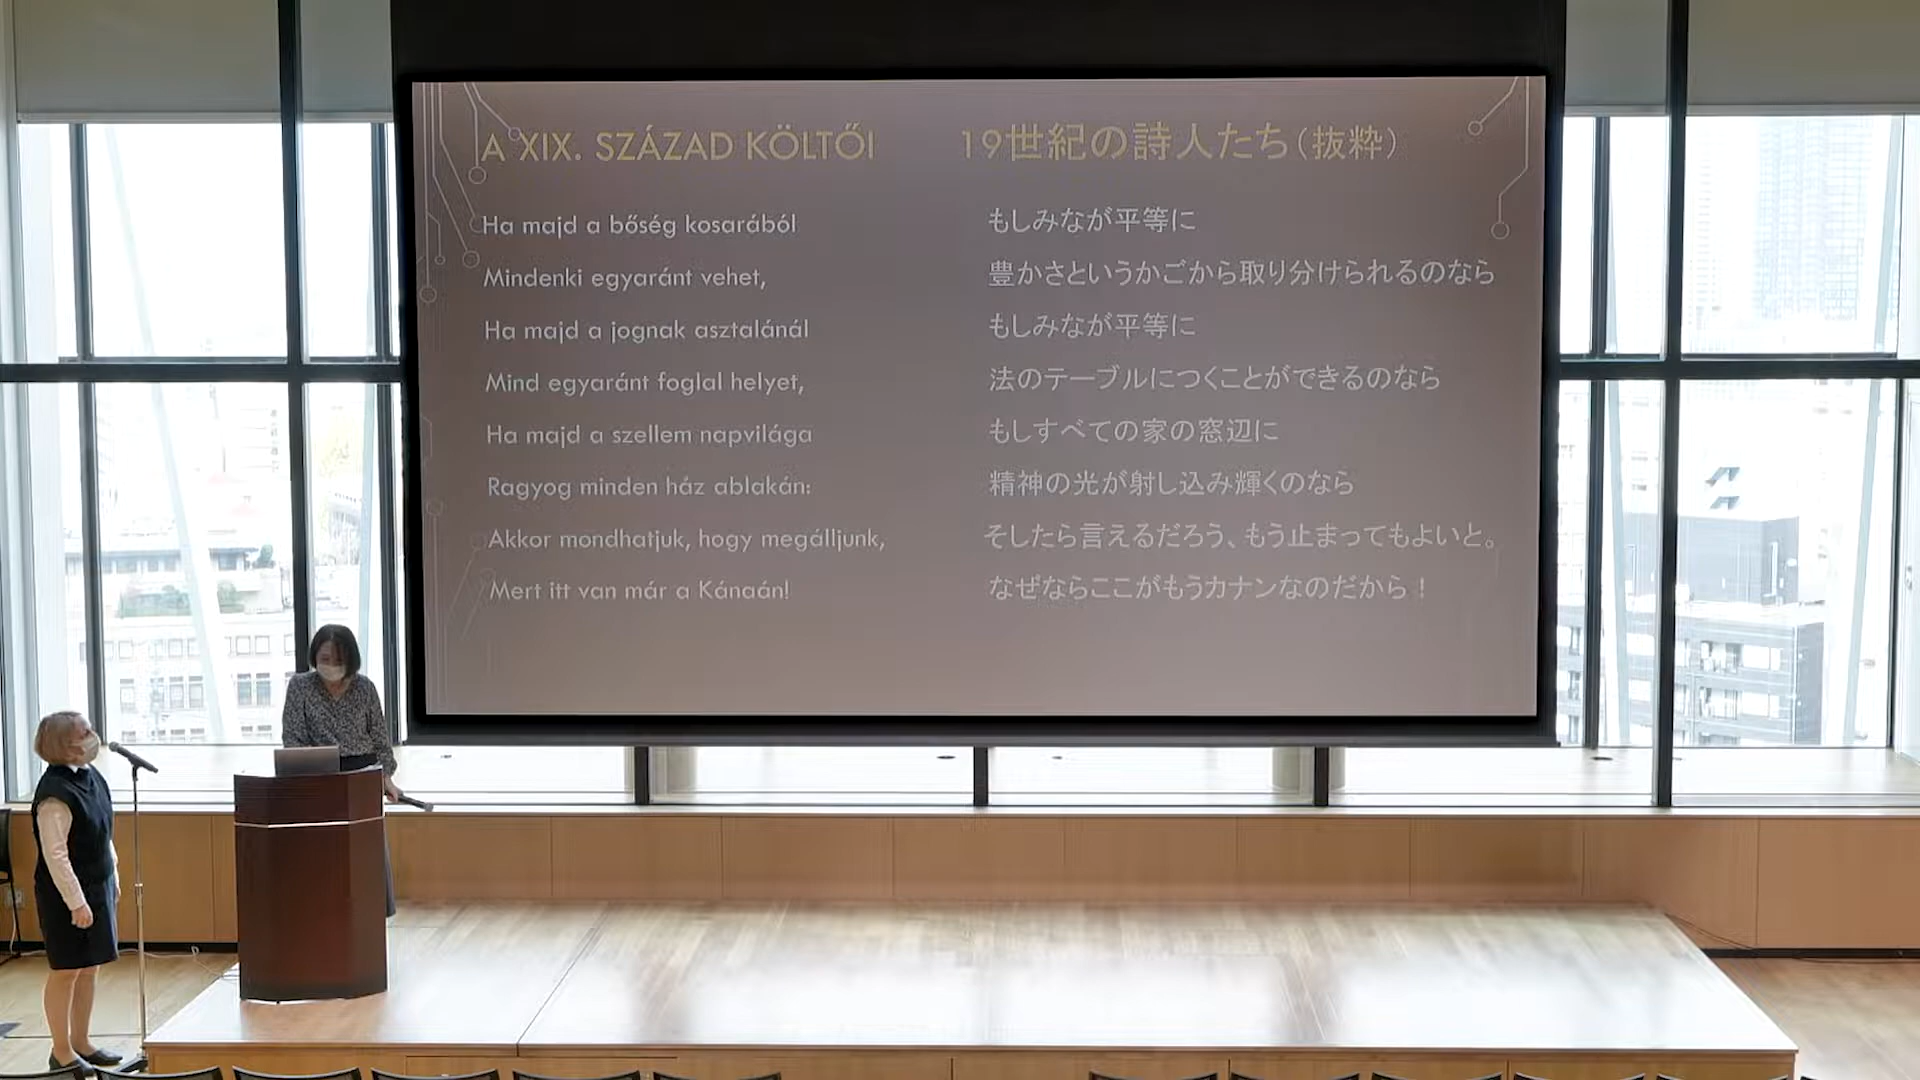 A XIX. SZÁZAD KÖLTŐI
Ha majd a bőség kosarából
Mindenki egyaránt vehet,
Ha majd a jognak asztalánál
Mind egyaránt foglal helyet,
Ha majd a szellem napvilága
Ragyog minden ház ablakán:
Akkor mondhatjuk, hogy megálljunk,
Mert itt van már a Kánaán!
19世紀の詩人たち（抜粋）
もしみなが平等に
豊かさというかごから取り分けられるのなら
もしみなが平等に
法のテーブルにつくことができるのなら
もしすべての家の窓辺に
精神の光が射し込み輝くのなら
そしたら言えるだろう、もう止まってもよいと。
なぜならここがもうカナンなのだから！